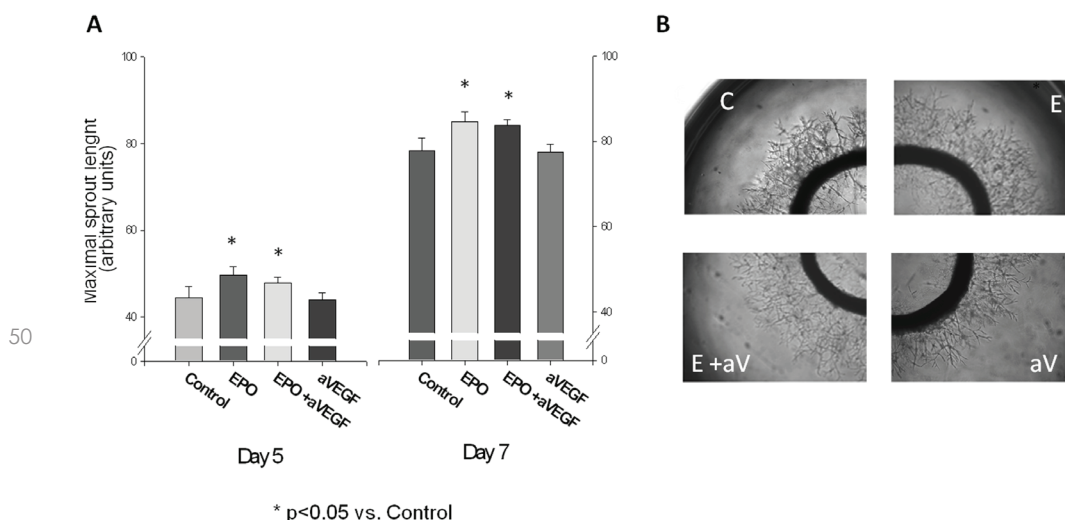 A
B
Maximal sprout lenght
(arbitrary units)
100
80
60
40
0
Control
EPO
EPO +aVEGF
aVEGF
Day 5
100
80
60
40
0
Control
EPO
EPO +aVEGF
aVEGF
Day 7
* * * *
* p<0.05 vs. Control
C
E
E +aV
aV
50